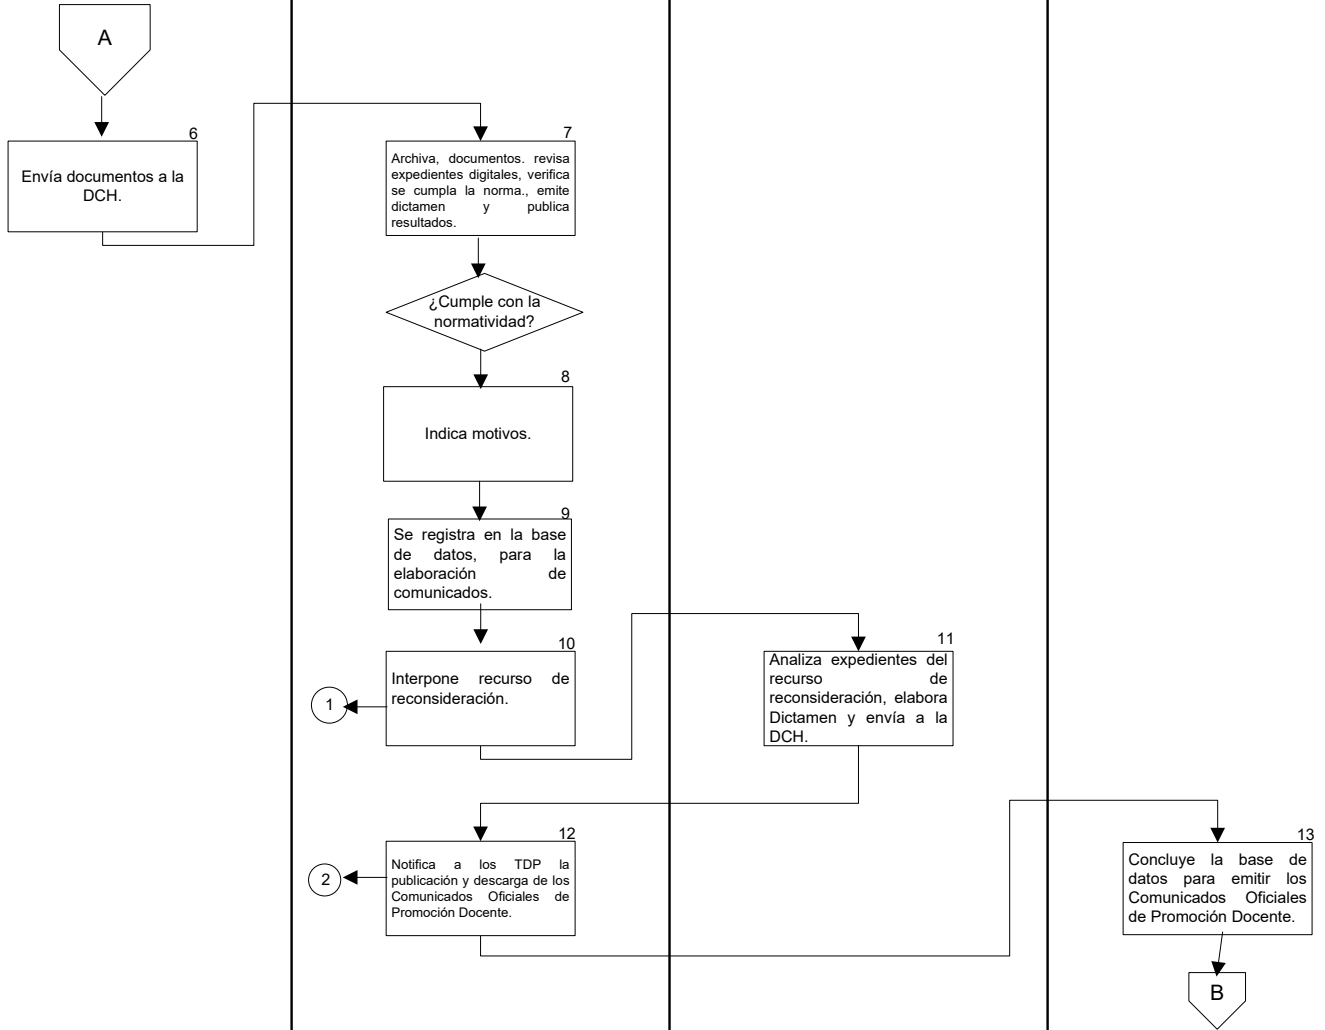 A
6
Envía documentos a la
DCH.
7
Archiva, documentos. revisa
expedientes digitales, verifica
se cumpla la norma., emite
dictamen y publica
resultados.
¿Cumple con la
normatividad?
8
Indica motivos.
9
Se registra en la base
de datos, para la
elaboración de
comunicados.
10
Interpone recurso de
reconsideración.
1
11
Analiza expedientes del
recurso de
reconsideración, elabora
Dictamen y envía a la
DCH.
12
Notifica a los TDP la
publicación y descarga de los
Comunicados Oficiales de
Promoción Docente.
2
13
Concluye la base de
datos para emitir los
Comunicados Oficiales
de Promoción Docente.
B